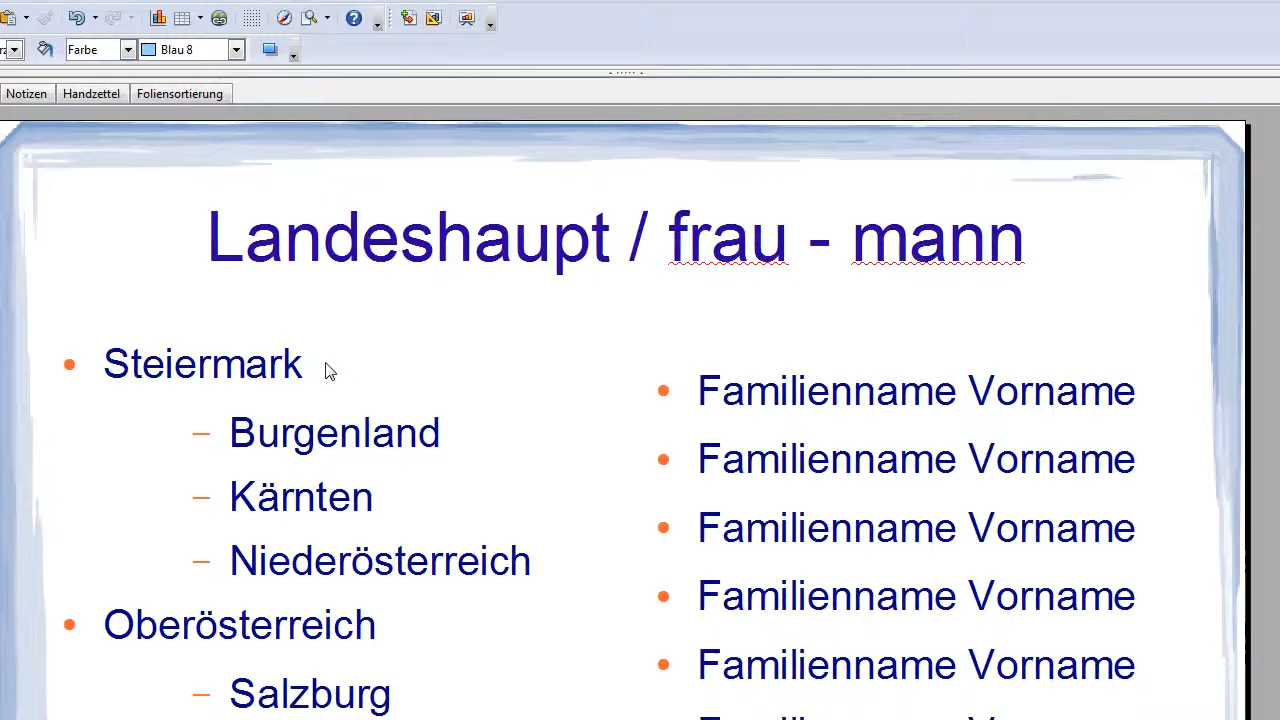 Farbe
Blau 8
Notizen
Handzettel
Foliensortierung
Landeshaupt / frau - mann
• Steiermark
– Burgenland
– Kärnten
– Niederösterreich
• Oberösterreich
– Salzburg
• Familienname Vorname
• Familienname Vorname
• Familienname Vorname
• Familienname Vorname
• Familienname Vorname